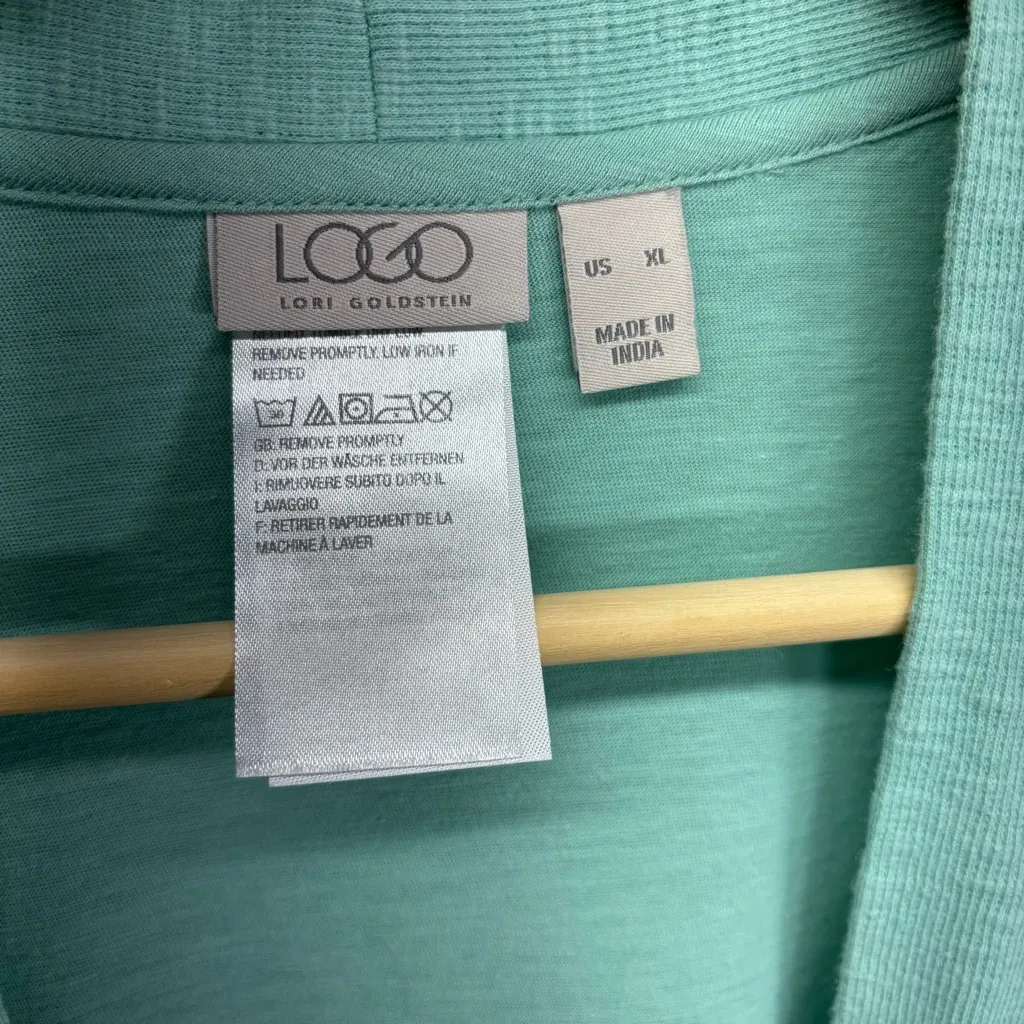 LOGO
LORI GOLDSTEIN
US XL
MADE IN
INDIA
REMOVE PROMPTLY. LOW IRON IF
NEEDED
GB: REMOVE PROMPTLY
D: VOR DER WÄSCHE ENTFERNEN
I: RIMUOVERE SUBITO DOPO IL
LAVAGGIO
F: RETIRER RAPIDEMENT DE LA
MACHINE À LAVER